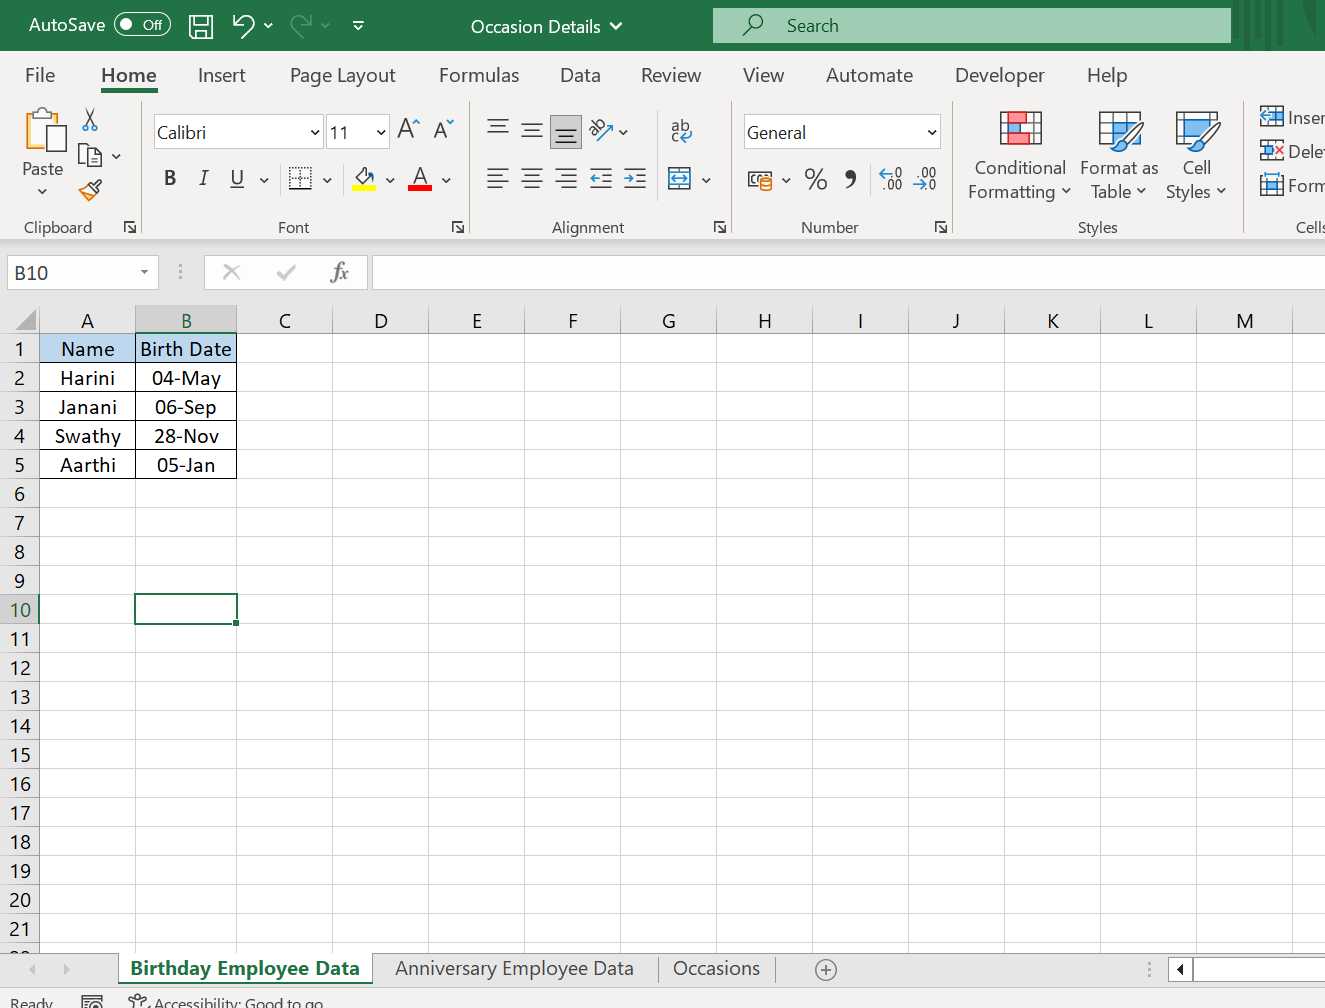 AutoSave Off Occasion Details Search
File Home Insert Page Layout Formulas Data Review View Automate Developer Help
Paste
Calibri 11
General
Conditional Formatting
Format as Table
Cell Styles
B I U A
Clipboard Font Alignment Number Styles
B10 fx
A B C D E F G H I J K L M
1 Name Birth Date
2 Harini 04-May
3 Janani 06-Sep
4 Swathy 28-Nov
5 Aarthi 05-Jan
6
7
8
9
10
11
12
13
14
15
16
17
18
19
20
21
Birthday Employee Data Anniversary Employee Data Occasions
Ready Accessibility: Good to go